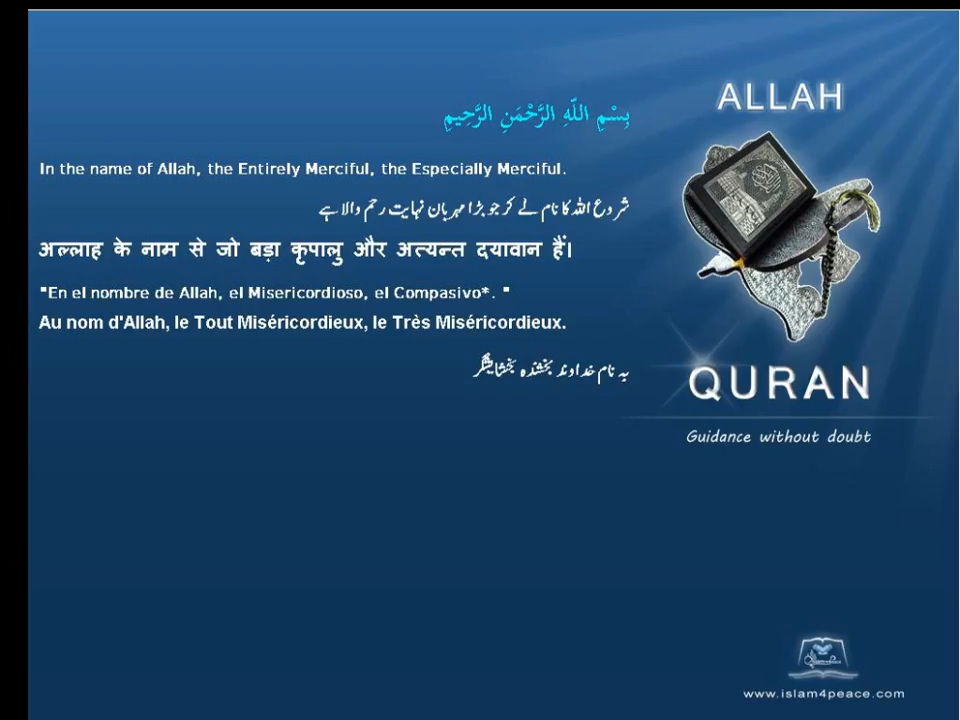 بِسْمِ اللَّهِ الرَّحْمَنِ الرَّحِيمِ
In the name of Allah, the Entirely Merciful, the Especially Merciful.
شروع الله کا نام لے کر جو بڑا مہربان نہایت رحم والا ہے
अल्लाह के नाम से जो बड़ा कृपालु और अत्यन्त दयावान हैं।
"En el nombre de Allah, el Misericordioso, el Compasivo*. "
Au nom d'Allah, le Tout Miséricordieux, le Très Miséricordieux.
به نام خداوند بخشنده بخشایشگر
ALLAH
QURAN
Guidance without doubt
www.islam4peace.com